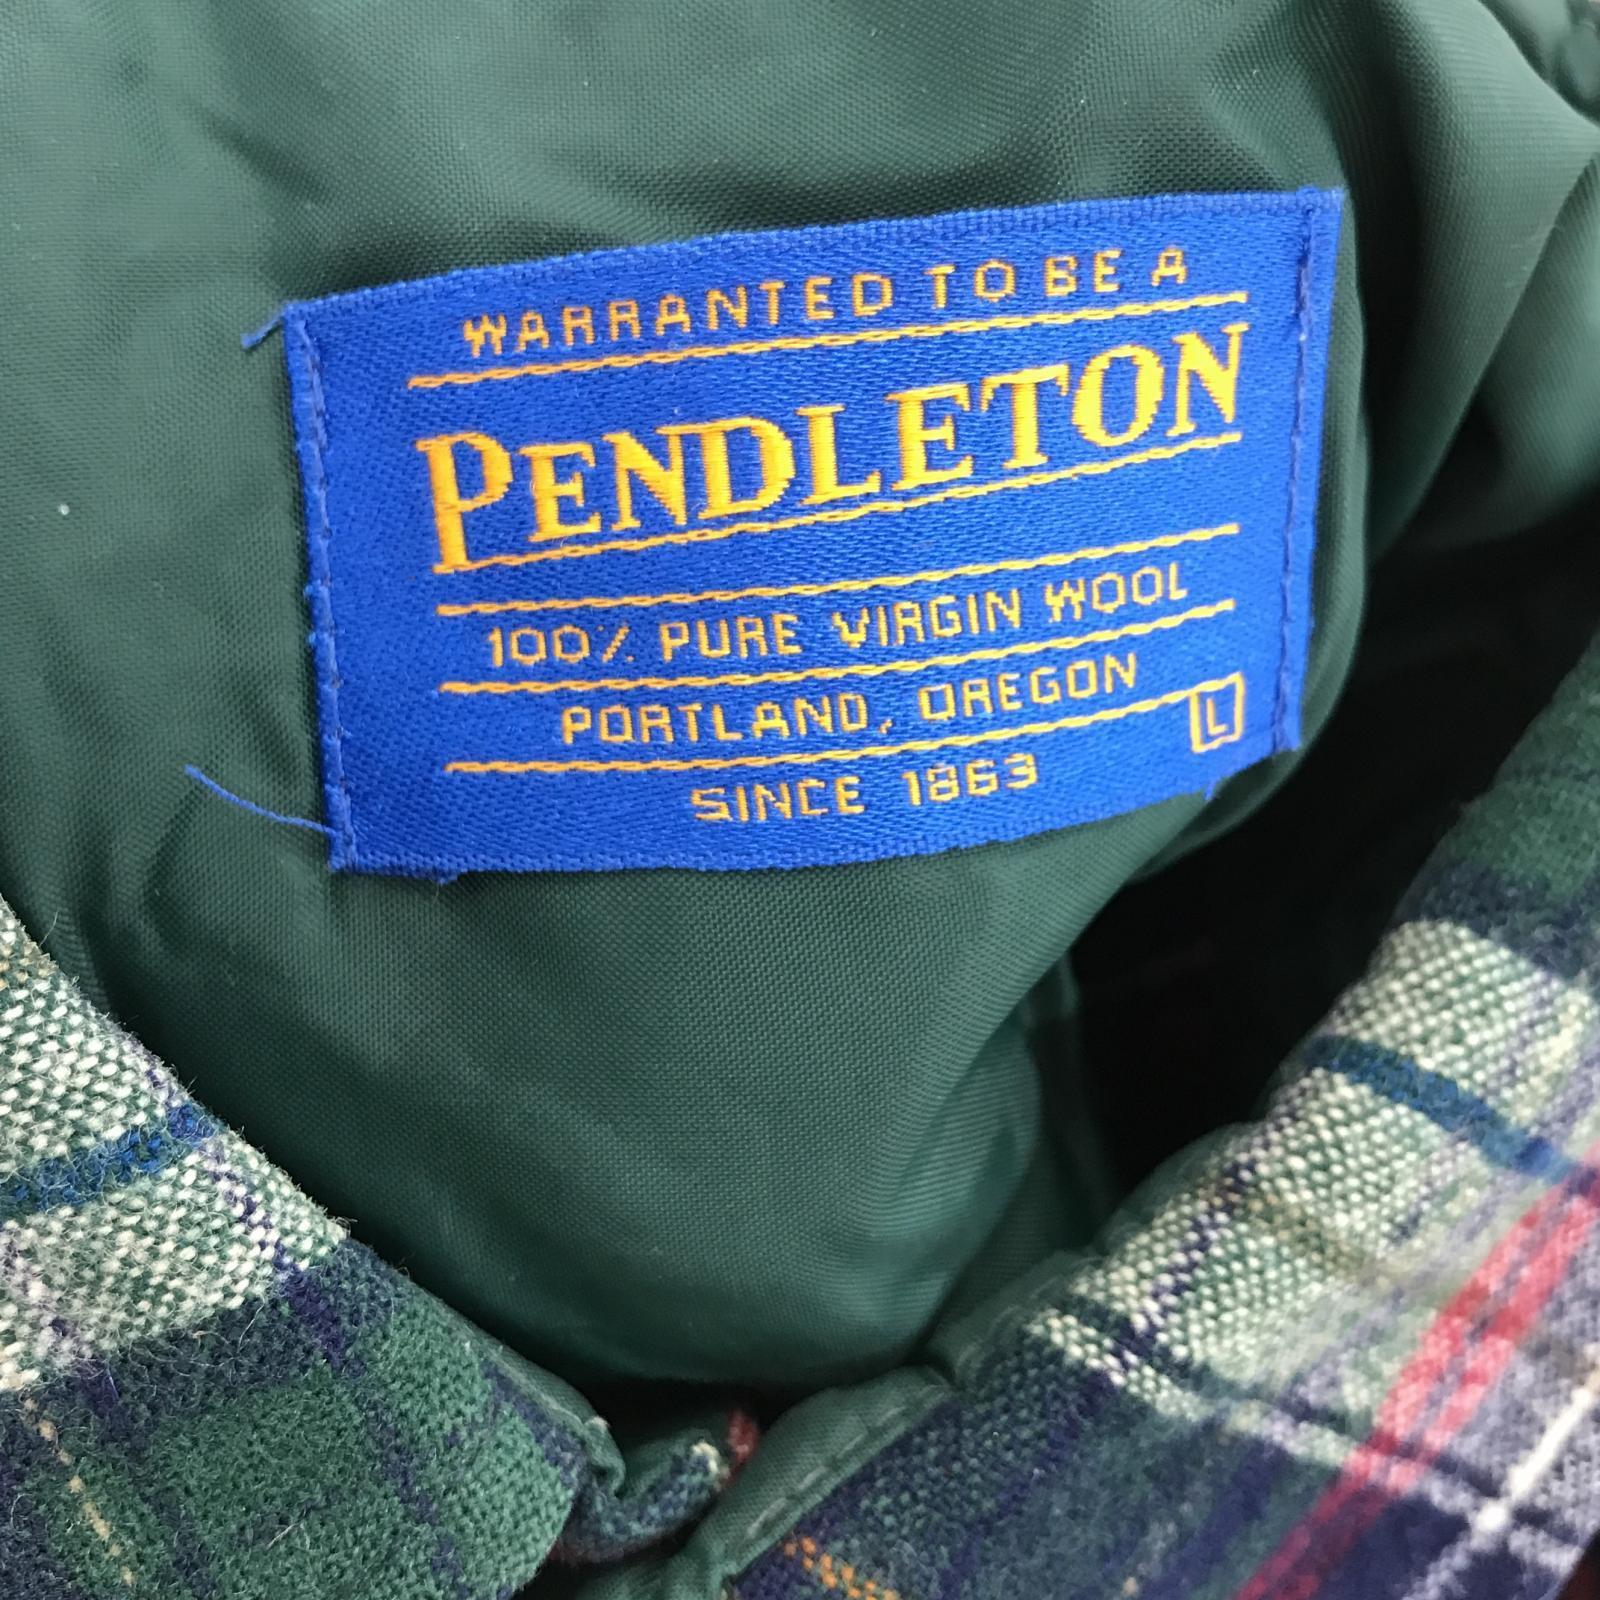 WARRANTED TO BE A
PENDLETON
100% PURE VIRGIN WOOL
PORTLAND, OREGON
L
SINCE 1863